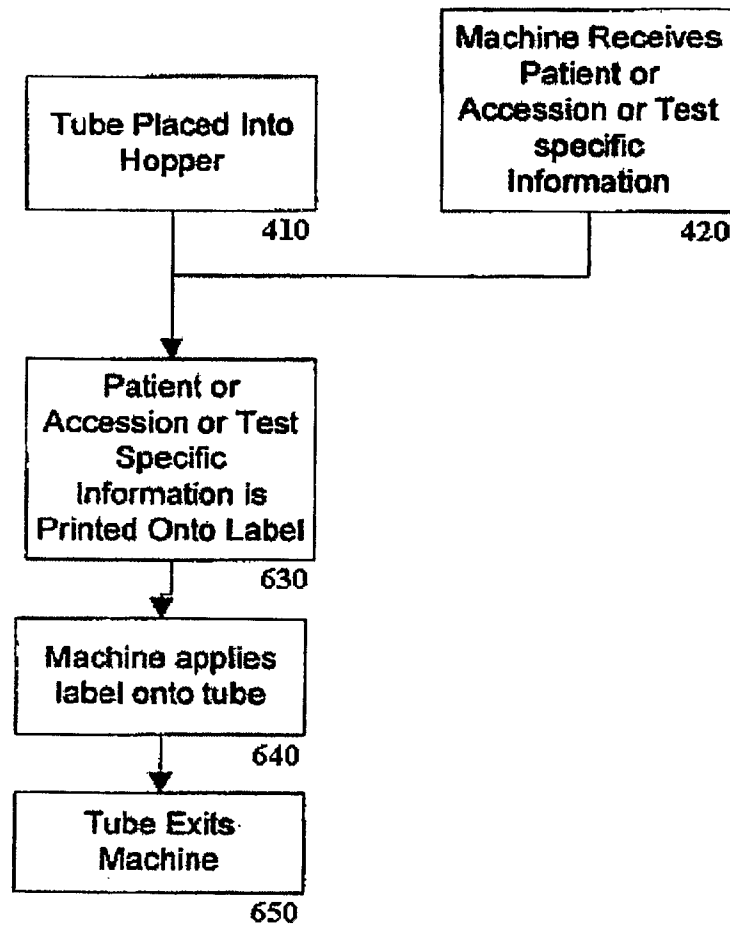 Tube Placed Into
Hopper
410
Machine Receives
Patient or
Accession or Test
specific
Information
420
Patient or
Accession or Test
Specific
Information is
Printed Onto Label
630
Machine applies
label onto tube
640
Tube Exits
Machine
650